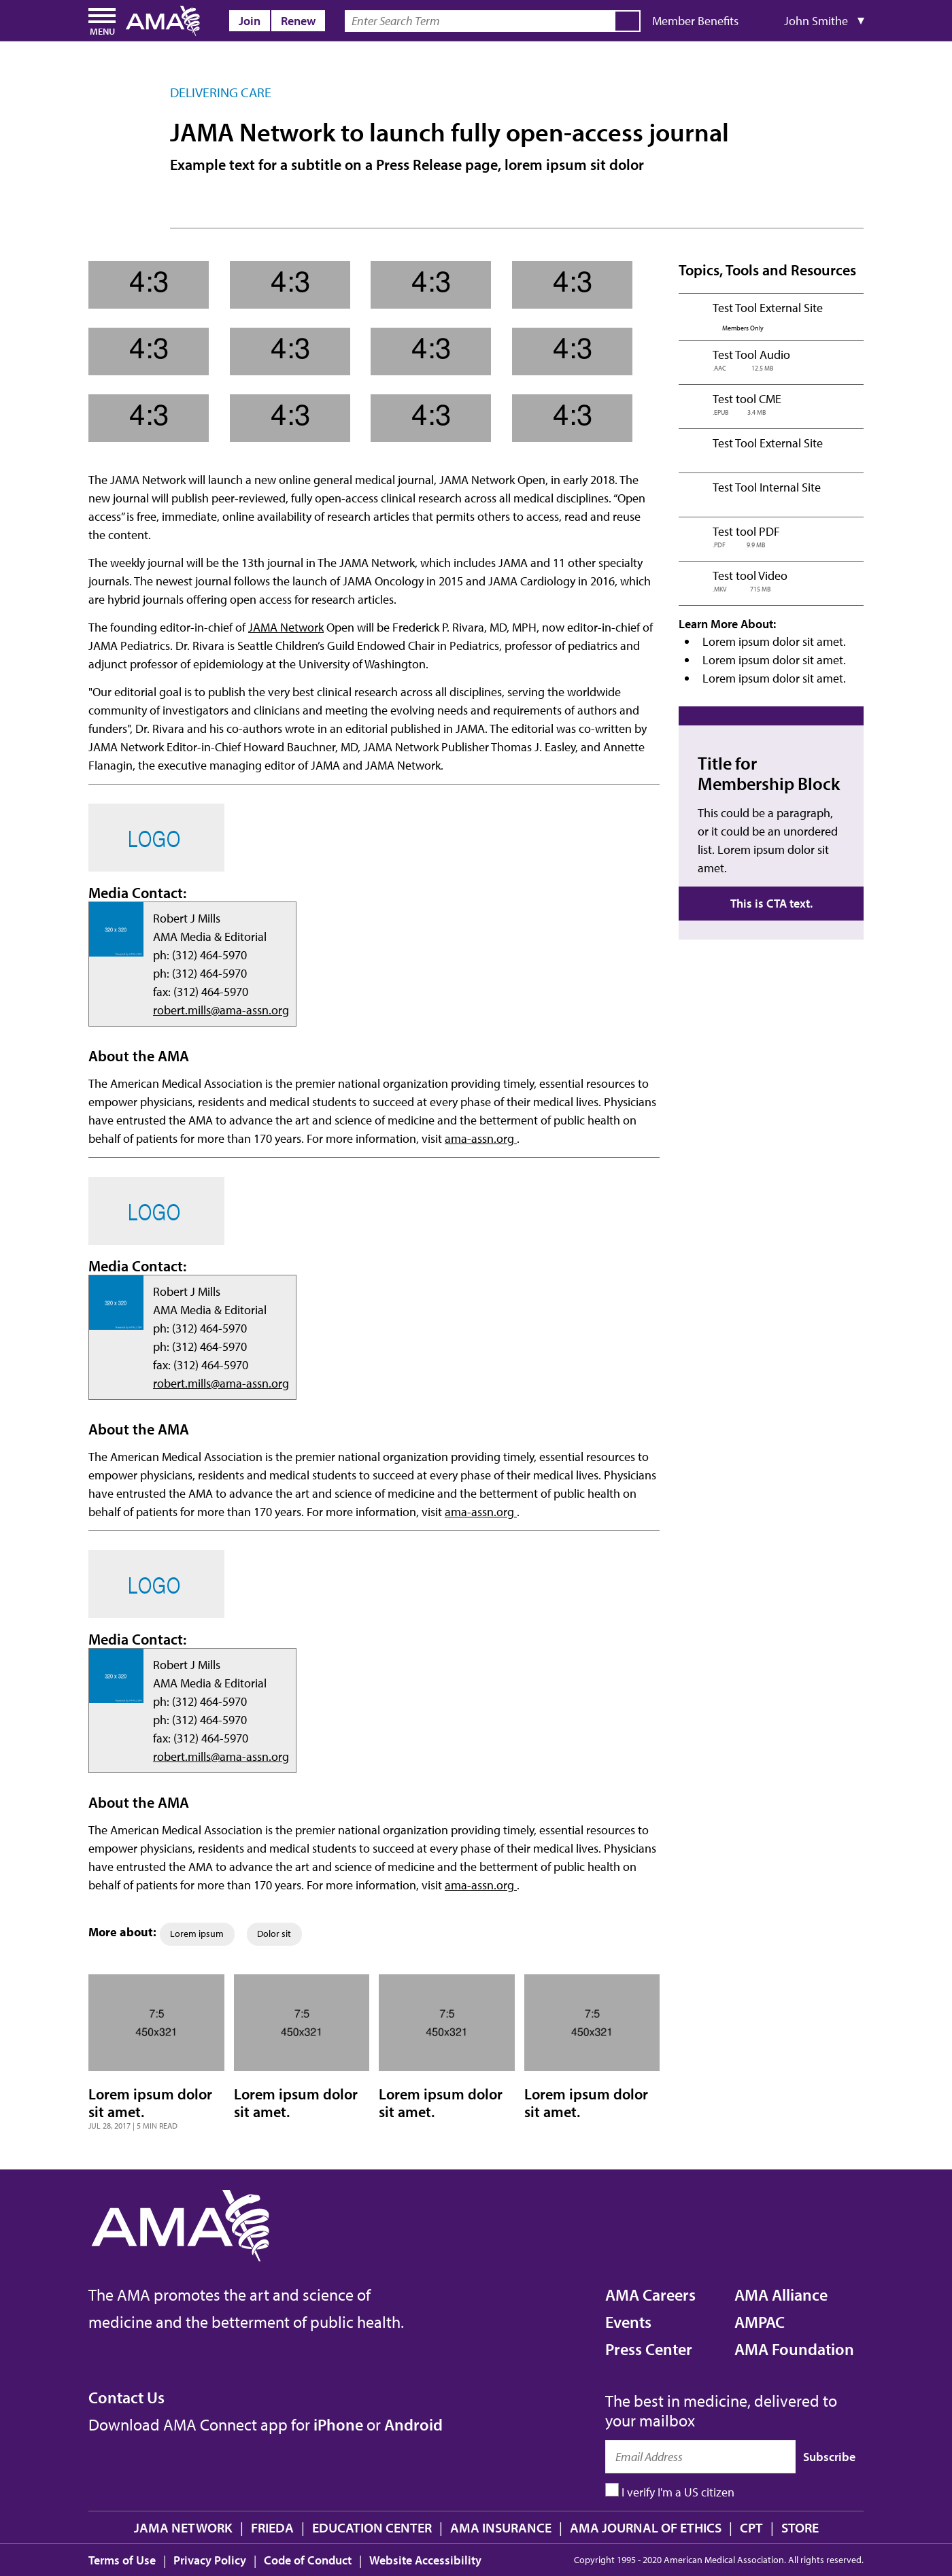 MENU
AMA
Join
Renew
Enter Search Term
Member Benefits
John Smithe ▼
DELIVERING CARE
JAMA Network to launch fully open-access journal
Example text for a subtitle on a Press Release page, lorem ipsum sit dolor
4:3 4:3 4:3 4:3
4:3 4:3 4:3 4:3
4:3 4:3 4:3 4:3
The JAMA Network will launch a new online general medical journal, JAMA Network Open, in early 2018. The
new journal will publish peer-reviewed, fully open-access clinical research across all medical disciplines. “Open
access” is free, immediate, online availability of research articles that permits others to access, read and reuse
the content.
The weekly journal will be the 13th journal in The JAMA Network, which includes JAMA and 11 other specialty
journals. The newest journal follows the launch of JAMA Oncology in 2015 and JAMA Cardiology in 2016, which
are hybrid journals offering open access for research articles.
The founding editor-in-chief of JAMA Network Open will be Frederick P. Rivara, MD, MPH, now editor-in-chief of
JAMA Pediatrics. Dr. Rivara is Seattle Children’s Guild Endowed Chair in Pediatrics, professor of pediatrics and
adjunct professor of epidemiology at the University of Washington.
"Our editorial goal is to publish the very best clinical research across all disciplines, serving the worldwide
community of investigators and clinicians and meeting the evolving needs and requirements of authors and
funders", Dr. Rivara and his co-authors wrote in an editorial published in JAMA. The editorial was co-written by
JAMA Network Editor-in-Chief Howard Bauchner, MD, JAMA Network Publisher Thomas J. Easley, and Annette
Flanagin, the executive managing editor of JAMA and JAMA Network.
LOGO
Media Contact:
320 x 320
Robert J Mills
AMA Media & Editorial
ph: (312) 464-5970
ph: (312) 464-5970
fax: (312) 464-5970
robert.mills@ama-assn.org
About the AMA
The American Medical Association is the premier national organization providing timely, essential resources to
empower physicians, residents and medical students to succeed at every phase of their medical lives. Physicians
have entrusted the AMA to advance the art and science of medicine and the betterment of public health on
behalf of patients for more than 170 years. For more information, visit ama-assn.org .
LOGO
Media Contact:
320 x 320
Robert J Mills
AMA Media & Editorial
ph: (312) 464-5970
ph: (312) 464-5970
fax: (312) 464-5970
robert.mills@ama-assn.org
About the AMA
The American Medical Association is the premier national organization providing timely, essential resources to
empower physicians, residents and medical students to succeed at every phase of their medical lives. Physicians
have entrusted the AMA to advance the art and science of medicine and the betterment of public health on
behalf of patients for more than 170 years. For more information, visit ama-assn.org .
LOGO
Media Contact:
320 x 320
Robert J Mills
AMA Media & Editorial
ph: (312) 464-5970
ph: (312) 464-5970
fax: (312) 464-5970
robert.mills@ama-assn.org
About the AMA
The American Medical Association is the premier national organization providing timely, essential resources to
empower physicians, residents and medical students to succeed at every phase of their medical lives. Physicians
have entrusted the AMA to advance the art and science of medicine and the betterment of public health on
behalf of patients for more than 170 years. For more information, visit ama-assn.org .
More about: Lorem ipsum Dolor sit
7:5 7:5 7:5 7:5
450x321 450x321 450x321 450x321
Lorem ipsum dolor
sit amet.
JUL 28, 2017 | 5 MIN READ
Lorem ipsum dolor
sit amet.
Lorem ipsum dolor
sit amet.
Lorem ipsum dolor
sit amet.
Topics, Tools and Resources
Test Tool External Site
Members Only
Test Tool Audio
.AAC 12.5 MB
Test tool CME
.EPUB 3.4 MB
Test Tool External Site
Test Tool Internal Site
Test tool PDF
.PDF 9.9 MB
Test tool Video
.MKV 715 MB
Learn More About:
• Lorem ipsum dolor sit amet.
• Lorem ipsum dolor sit amet.
• Lorem ipsum dolor sit amet.
Title for
Membership Block
This could be a paragraph,
or it could be an unordered
list. Lorem ipsum dolor sit
amet.
This is CTA text.
AMA
The AMA promotes the art and science of
medicine and the betterment of public health.
AMA Careers
Events
Press Center
AMA Alliance
AMPAC
AMA Foundation
Contact Us
Download AMA Connect app for iPhone or Android
The best in medicine, delivered to
your mailbox
Email Address
Subscribe
I verify I'm a US citizen
JAMA NETWORK | FRIEDA | EDUCATION CENTER | AMA INSURANCE | AMA JOURNAL OF ETHICS | CPT | STORE
Terms of Use | Privacy Policy | Code of Conduct | Website Accessibility
Copyright 1995 - 2020 American Medical Association. All rights reserved.